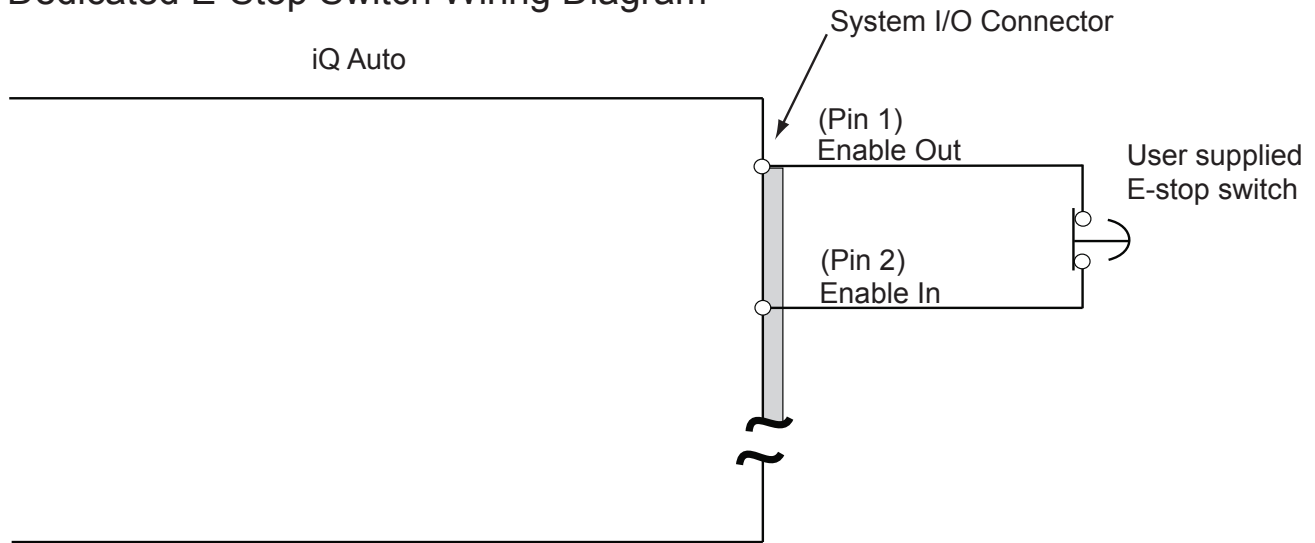 Dedicated E-Stop Switch Wiring Diagram
System I/O Connector
iQ Auto
(Pin 1)
Enable Out
User supplied
E-stop switch
(Pin 2)
Enable In